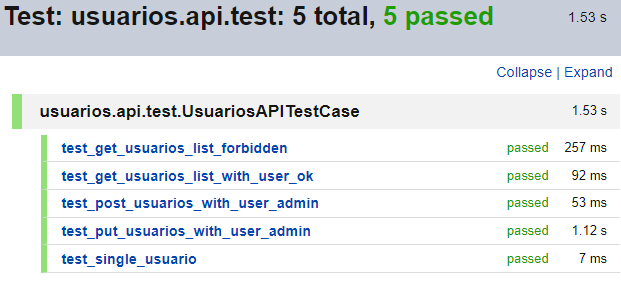 Test: usuarios.api.test: 5 total, 5 passed 1.53 s
Collapse | Expand
usuarios.api.test.UsuariosAPITestCase 1.53 s
test_get_usuarios_list_forbidden passed 257 ms
test_get_usuarios_list_with_user_ok passed 92 ms
test_post_usuarios_with_user_admin passed 53 ms
test_put_usuarios_with_user_admin passed 1.12 s
test_single_usuario passed 7 ms